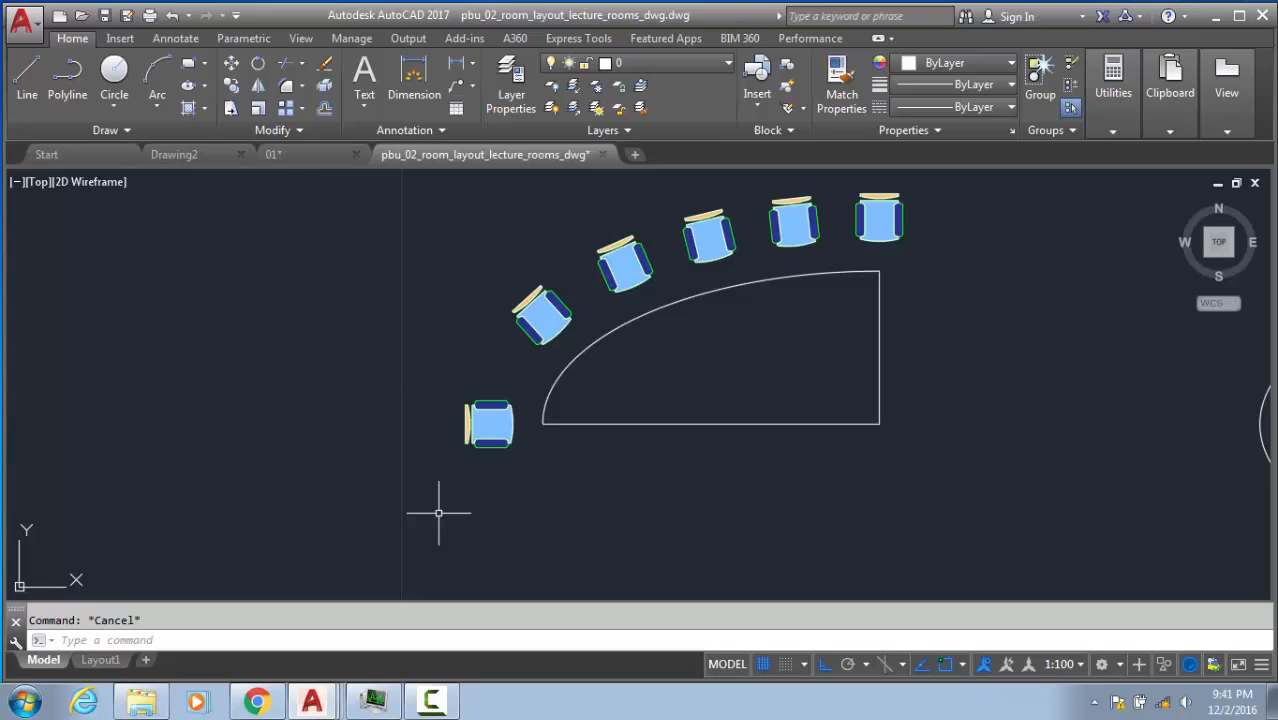 Autodesk AutoCAD 2017 pbu_02_room_layout_lecture_rooms_dwg.dwg
Type a keyword or phrase
Sign In
Home Insert Annotate Parametric View Manage Output Add-ins A360 Express Tools Featured Apps BIM 360 Performance
Line Polyline Circle Arc
Text Dimension
Layer Properties
0
Insert
Match Properties
ByLayer
ByLayer
ByLayer
Group
Utilities Clipboard View
Draw Modify Annotation Layers Block Properties Groups
Start Drawing2 01* pbu_02_room_layout_lecture_rooms_dwg*
[−][Top][2D Wireframe]
N
W TOP E
S
WCS
Y
X
Command: *Cancel*
Type a command
Model Layout1
MODEL 1:100
9:41 PM
12/2/2016